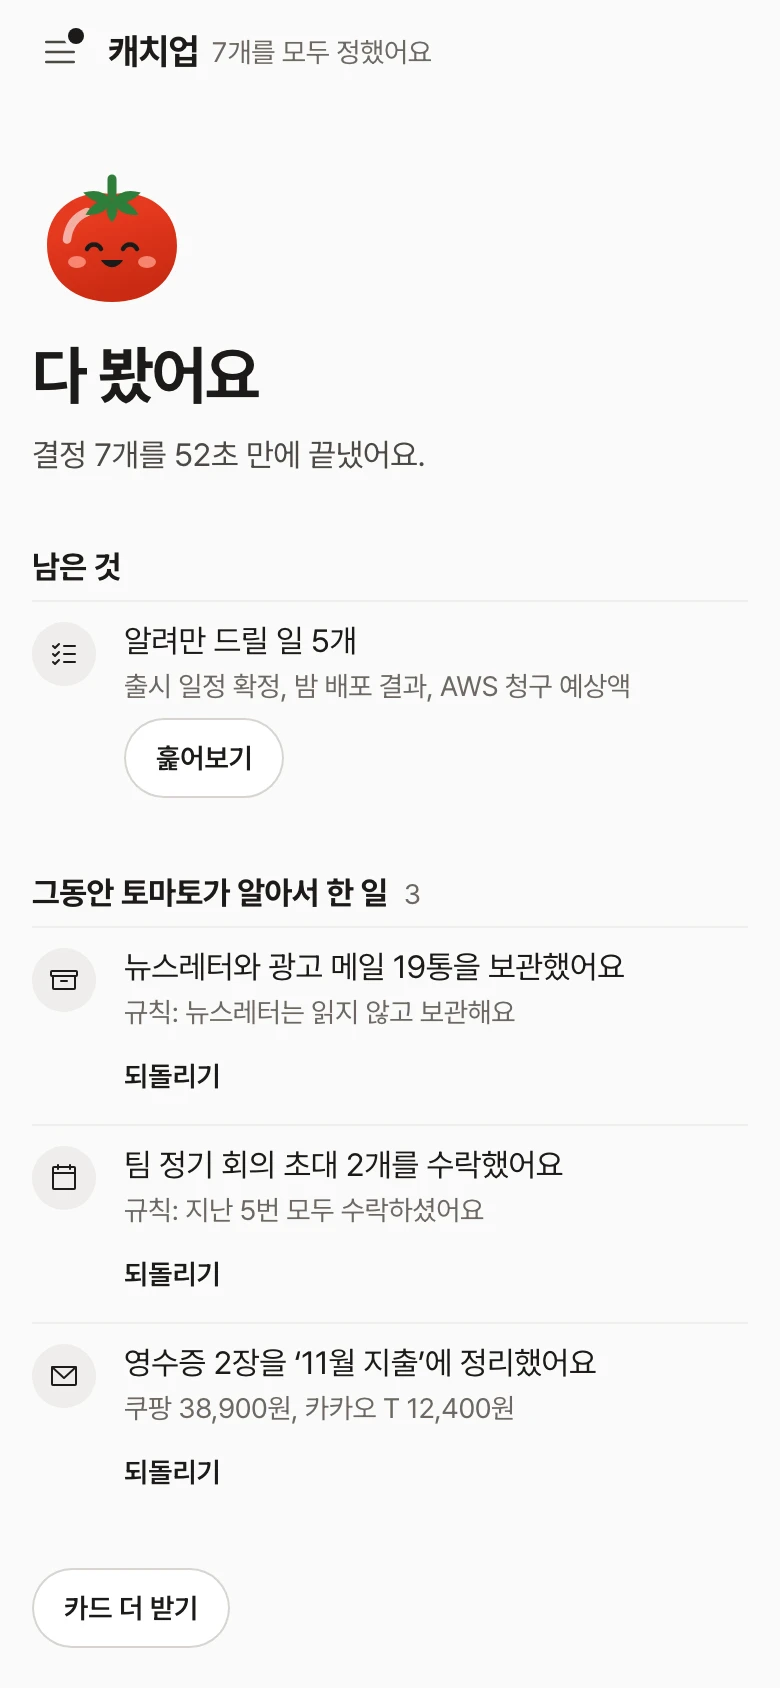 캐치업 7개를 모두 정했어요
다 봤어요
결정 7개를 52초 만에 끝냈어요.
남은 것
알려만 드릴 일 5개
출시 일정 확정, 밤 배포 결과, AWS 청구 예상액
훑어보기
그동안 토마토가 알아서 한 일 3
뉴스레터와 광고 메일 19통을 보관했어요
규칙: 뉴스레터는 읽지 않고 보관해요
되돌리기
팀 정기 회의 초대 2개를 수락했어요
규칙: 지난 5번 모두 수락하셨어요
되돌리기
영수증 2장을 ‘11월 지출’에 정리했어요
쿠팡 38,900원, 카카오 T 12,400원
되돌리기
카드 더 받기